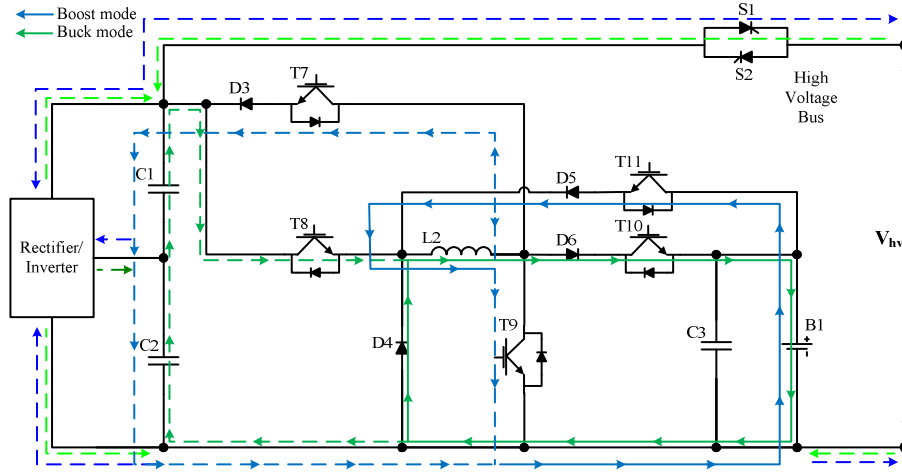 Boost mode
Buck mode
S1
S2
High
Voltage
Bus
D3
T7
C1
T11
D5
T8
L2
D6
T10
Rectifier/
Inverter
V_hv
T9
C2
D4
C3
B1
+
-